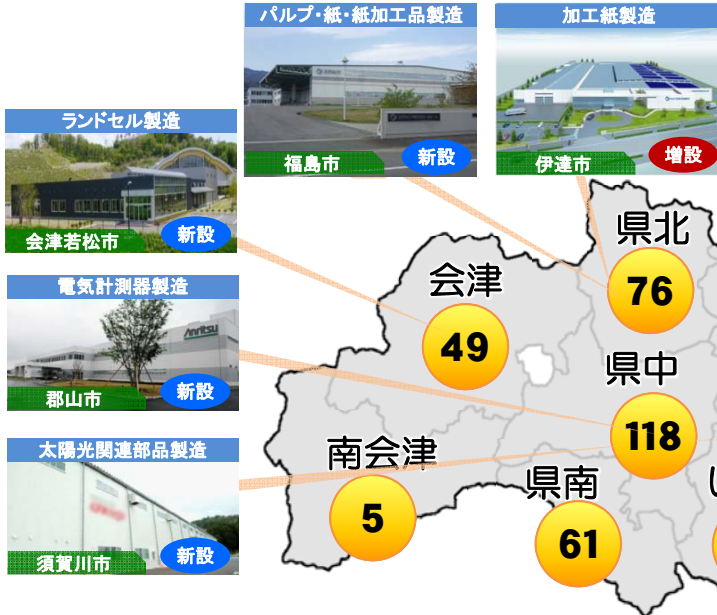 パルプ・紙・紙加工品製造
福島市
新設
加工紙製造
伊達市
増設
ランドセル製造
会津若松市
新設
電気計測器製造
Anritsu
郡山市
新設
太陽光関連部品製造
須賀川市
新設
県北
76
会津
49
県中
118
南会津
5
県南
61